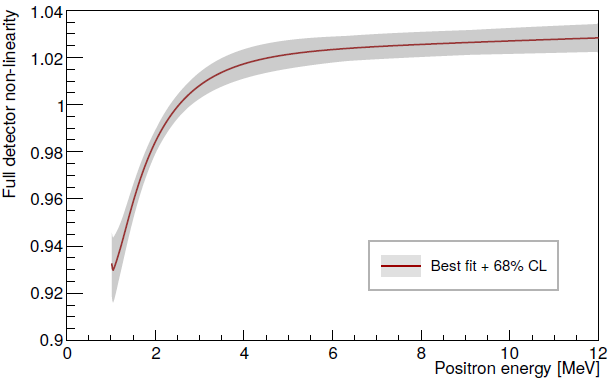 Full detector non-linearity
1.04
1.02
1
0.98
0.96
0.94
0.92
0.9
0 2 4 6 8 10 12
Best fit + 68% CL
Positron energy [MeV]